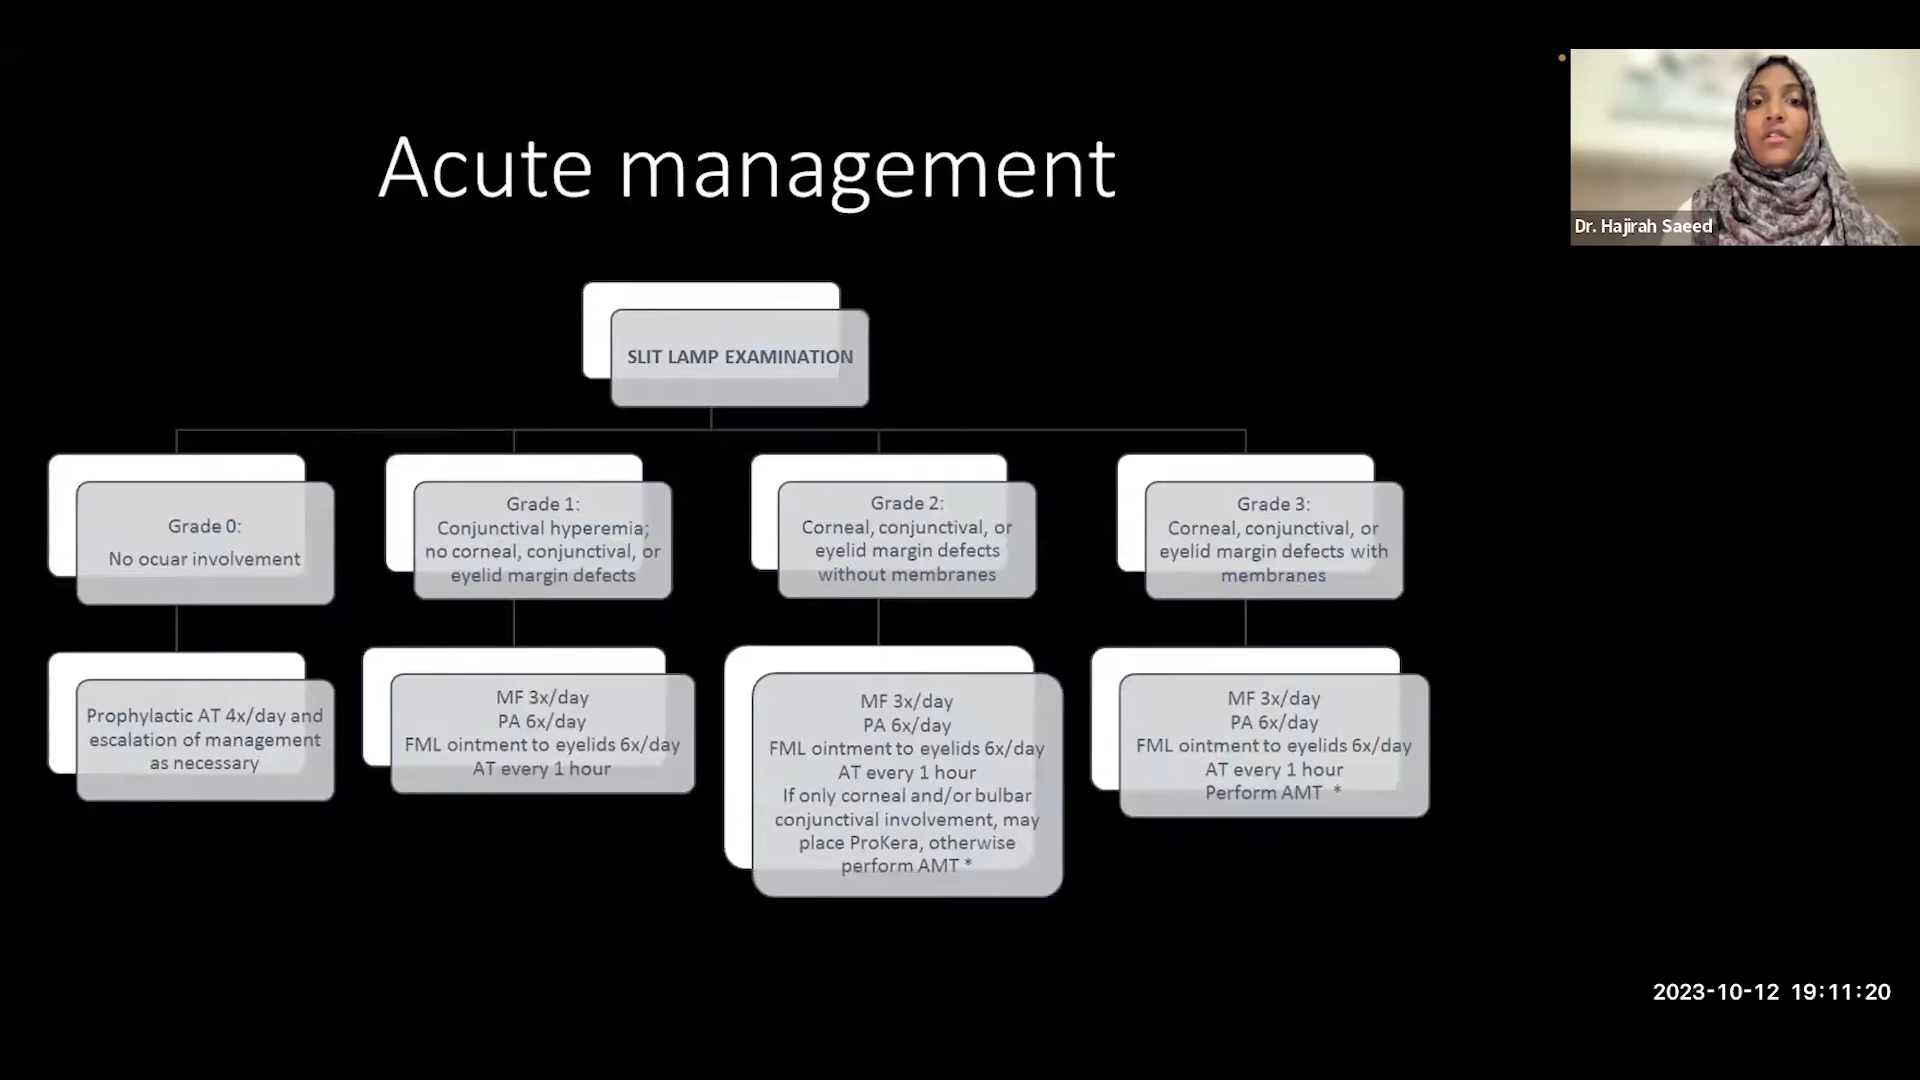 Acute management
Dr. Hajirah Saeed
SLIT LAMP EXAMINATION
Grade 0:
No ocuar involvement
Grade 1:
Conjunctival hyperemia;
no corneal, conjunctival, or
eyelid margin defects
Grade 2:
Corneal, conjunctival, or
eyelid margin defects
without membranes
Grade 3:
Corneal, conjunctival, or
eyelid margin defects with
membranes
Prophylactic AT 4x/day and
escalation of management
as necessary
MF 3x/day
PA 6x/day
FML ointment to eyelids 6x/day
AT every 1 hour
MF 3x/day
PA 6x/day
FML ointment to eyelids 6x/day
AT every 1 hour
If only corneal and/or bulbar
conjunctival involvement, may
place ProKera, otherwise
perform AMT *
MF 3x/day
PA 6x/day
FML ointment to eyelids 6x/day
AT every 1 hour
Perform AMT *
2023-10-12 19:11:20